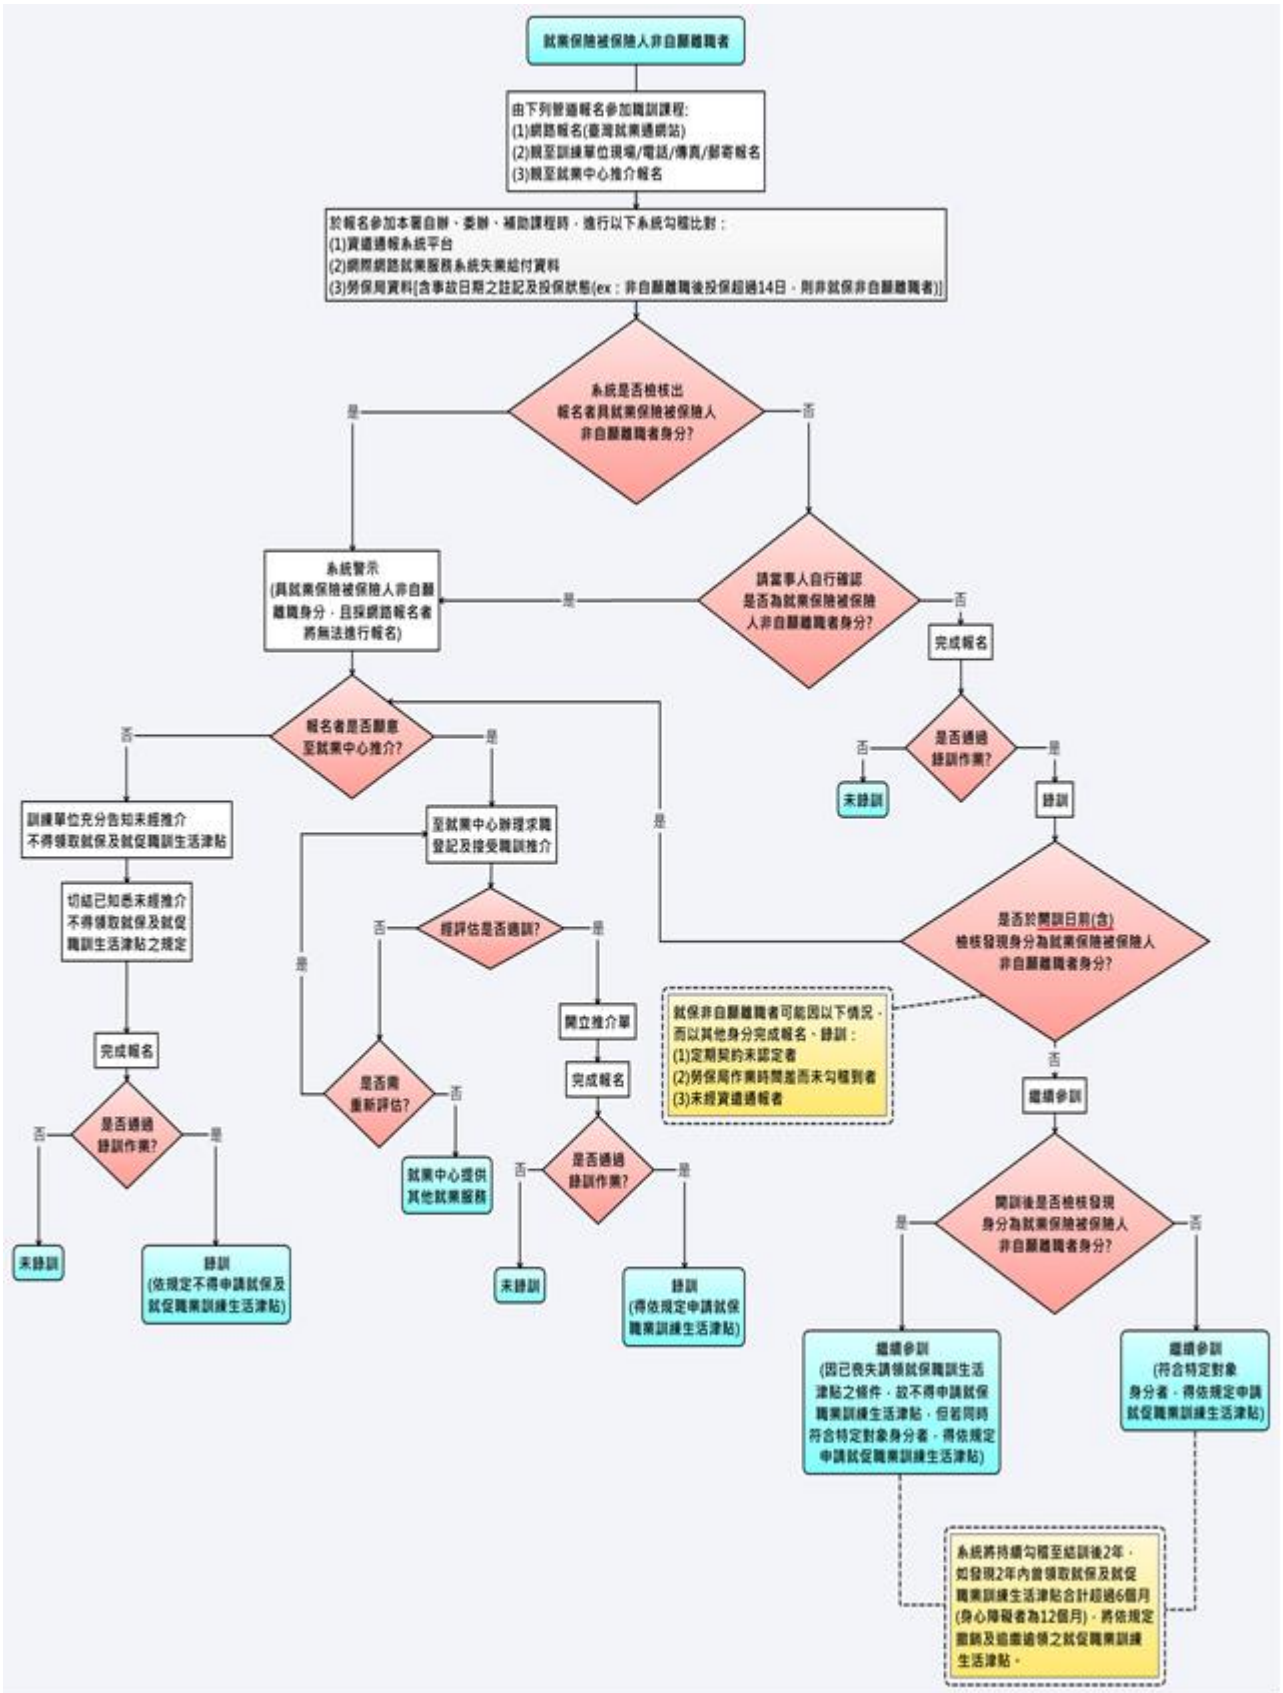 就業保險被保險人非自願離職者
由下列管道報名參加職訓課程:
(1)網路報名(臺灣就業通網站)
(2)親至訓練單位現場/電話/傳真/郵寄報名
(3)親至就業中心推介報名
於報名參加本署自辦、委辦、補助課程時，進行以下系統勾稽比對：
(1)資遣通報系統平台
(2)網際網路就業服務系統失業給付資料
(3)勞保局資料[含事故日期之註記及投保狀態(ex：非自願離職後投保超過14日，則非就保非自願離職者)]
系統是否檢核出
報名者具就業保險被保險人
非自願離職者身分?
是
否
系統警示
(具就業保險被保險人非自願
離職身分，且採網路報名者
將無法進行報名)
請當事人自行確認
是否為就業保險被保險
人非自願離職者身分?
是
否
完成報名
報名者是否願意
至就業中心推介?
否
是
是否通過
錄訓作業?
否
是
未錄訓
錄訓
訓練單位充分告知未經推介
不得領取就保及就促職訓生活津貼
至就業中心辦理求職
登記及接受職訓推介
是
切結已知悉未經推介
不得領取就保及就促
職訓生活津貼之規定
經評估是否適訓?
否
是
是
是否於開訓日前(含)
檢核發現身分為就業保險被保險人
非自願離職者身分?
就保非自願離職者可能因以下情況，
而以其他身分完成報名、錄訓：
(1)定期契約未認定者
(2)勞保局作業時間差而未勾稽到者
(3)未經資遣通報者
開立推介單
完成報名
完成報名
否
繼續參訓
是否需
重新評估?
否
是否通過
錄訓作業?
否
是
就業中心提供
其他就業服務
是否通過
錄訓作業?
否
是
開訓後是否檢核發現
身分為就業保險被保險人
非自願離職者身分?
是
否
未錄訓
錄訓
(依規定不得申請就保及
就促職業訓練生活津貼)
未錄訓
錄訓
(得依規定申請就保
職業訓練生活津貼)
繼續參訓
(因已喪失請領就保職訓生活
津貼之條件，故不得申請就保
職業訓練生活津貼，但若同時
符合特定對象身分者，得依規定
申請就促職業訓練生活津貼)
繼續參訓
(符合特定對象
身分者，得依規定申請
就促職業訓練生活津貼)
系統將持續勾稽至結訓後2年，
如發現2年內曾領取就保及就促
職業訓練生活津貼合計超過6個月
(身心障礙者為12個月)，將依規定
撤銷及追繳逾領之就促職業訓練
生活津貼。